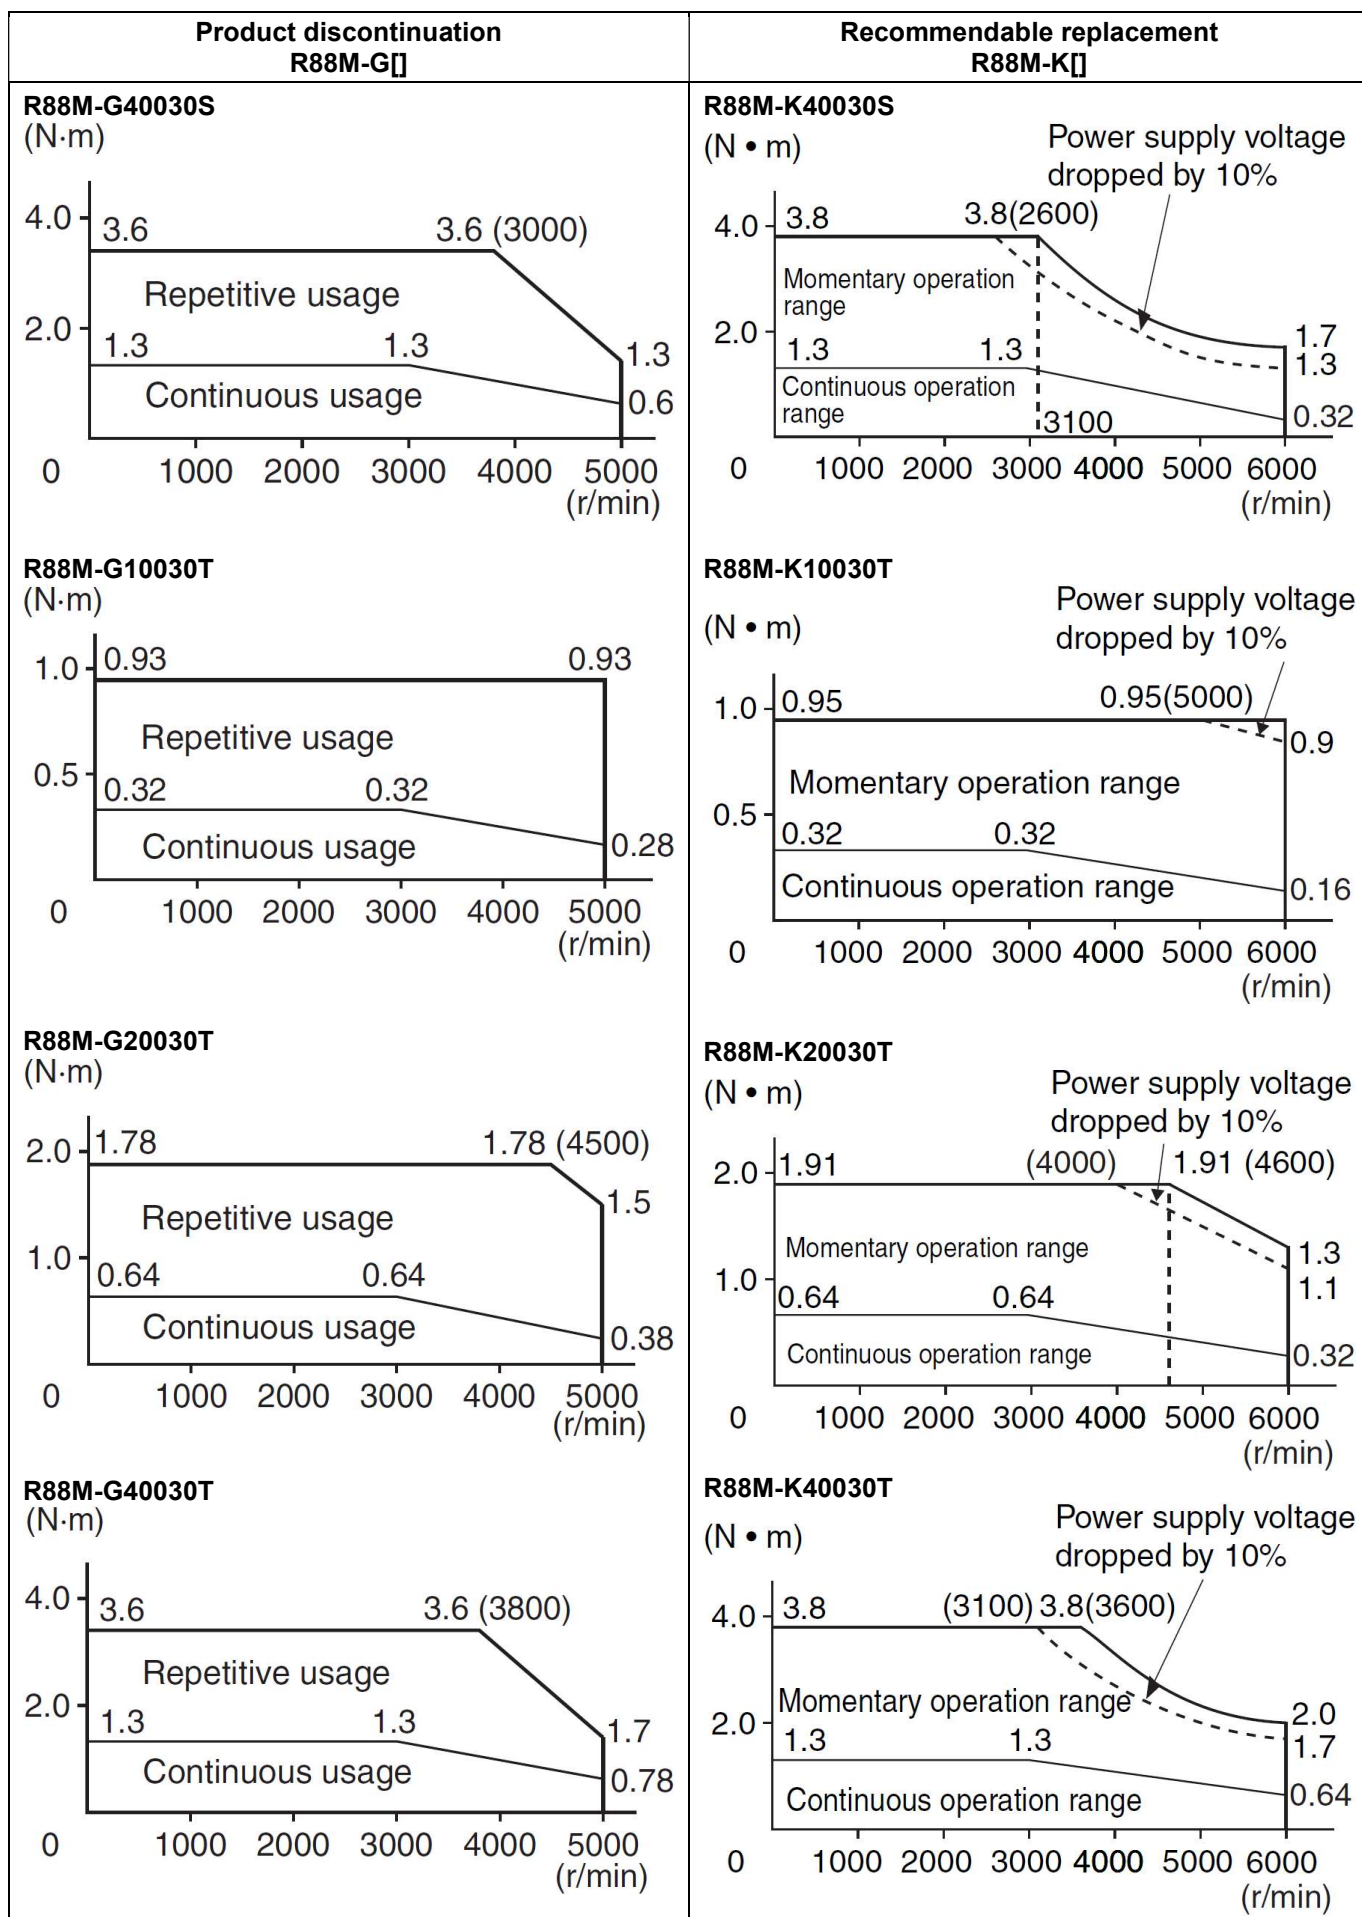 Product discontinuation
R88M-G[]
Recommendable replacement
R88M-K[]
R88M-G40030S
(N·m)
4.0
3.6
3.6 (3000)
Repetitive usage
2.0
1.3
1.3
1.3
Continuous usage
0.6
0
1000
2000
3000
4000
5000
(r/min)
R88M-K40030S
(N • m)
Power supply voltage
dropped by 10%
4.0
3.8
3.8(2600)
Momentary operation
range
2.0
1.3
1.3
1.7
1.3
Continuous operation
range
3100
0.32
0
1000
2000
3000
4000
5000
6000
(r/min)
R88M-G10030T
(N·m)
1.0
0.93
0.93
Repetitive usage
0.5
0.32
0.32
Continuous usage
0.28
0
1000
2000
3000
4000
5000
(r/min)
R88M-K10030T
(N • m)
Power supply voltage
dropped by 10%
1.0
0.95
0.95(5000)
0.9
Momentary operation range
0.5
0.32
0.32
Continuous operation range
0.16
0
1000
2000
3000
4000
5000
6000
(r/min)
R88M-G20030T
(N·m)
2.0
1.78
1.78 (4500)
1.5
Repetitive usage
1.0
0.64
0.64
Continuous usage
0.38
0
1000
2000
3000
4000
5000
(r/min)
R88M-K20030T
(N • m)
Power supply voltage
dropped by 10%
2.0
1.91
(4000)
1.91 (4600)
Momentary operation range
1.3
1.1
1.0
0.64
0.64
Continuous operation range
0.32
0
1000
2000
3000
4000
5000
6000
(r/min)
R88M-G40030T
(N·m)
4.0
3.6
3.6 (3800)
Repetitive usage
2.0
1.3
1.3
1.7
Continuous usage
0.78
0
1000
2000
3000
4000
5000
(r/min)
R88M-K40030T
(N • m)
Power supply voltage
dropped by 10%
4.0
3.8
(3100)
3.8(3600)
Momentary operation range
2.0
1.3
1.3
2.0
1.7
Continuous operation range
0.64
0
1000
2000
3000
4000
5000
6000
(r/min)